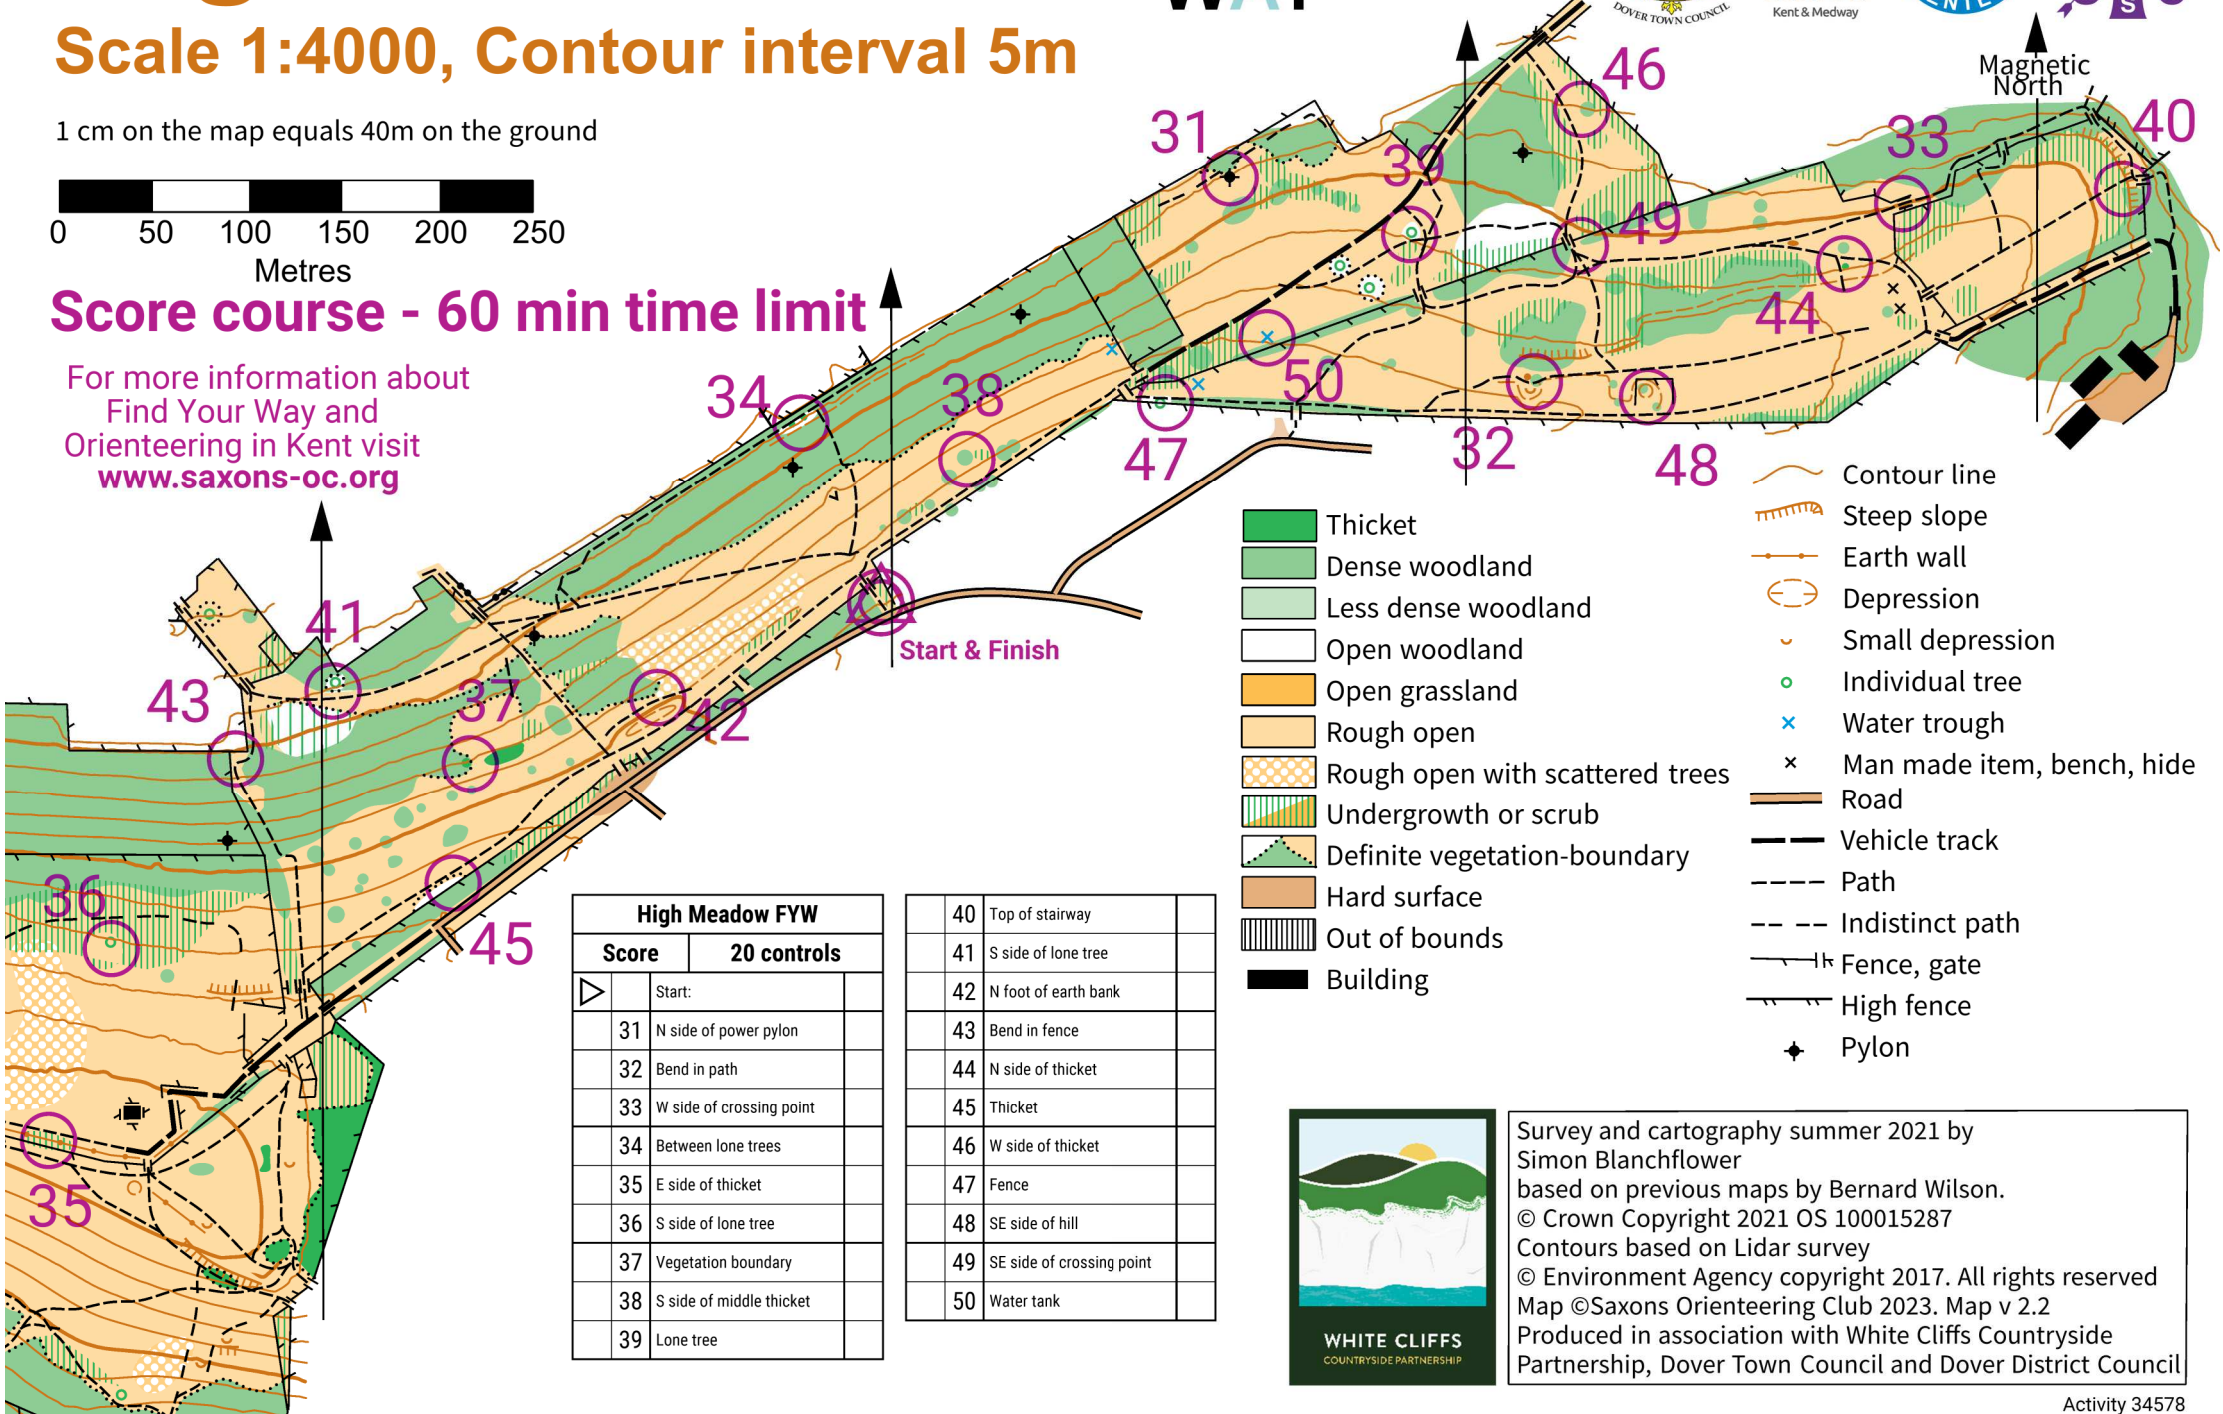 Scale 1:4000, Contour interval 5m
1 cm on the map equals 40m on the ground
0 50 100 150 200 250
Metres
Score course - 60 min time limit
For more information about
Find Your Way and
Orienteering in Kent visit
www.saxons-oc.org
DOVER TOWN COUNCIL
Kent & Medway
Magnetic
North
46
31
39
33
40
49
44
34
38
50
47
32
48
41
43
37
42
36
45
35
Start & Finish
Thicket
Dense woodland
Less dense woodland
Open woodland
Open grassland
Rough open
Rough open with scattered trees
Undergrowth or scrub
Definite vegetation-boundary
Hard surface
Out of bounds
Building
Contour line
Steep slope
Earth wall
Depression
Small depression
Individual tree
Water trough
Man made item, bench, hide
Road
Vehicle track
Path
Indistinct path
Fence, gate
High fence
Pylon
High Meadow FYW
Score 20 controls
Start:
31 N side of power pylon
32 Bend in path
33 W side of crossing point
34 Between lone trees
35 E side of thicket
36 S side of lone tree
37 Vegetation boundary
38 S side of middle thicket
39 Lone tree
40 Top of stairway
41 S side of lone tree
42 N foot of earth bank
43 Bend in fence
44 N side of thicket
45 Thicket
46 W side of thicket
47 Fence
48 SE side of hill
49 SE side of crossing point
50 Water tank
WHITE CLIFFS
COUNTRYSIDE PARTNERSHIP
Survey and cartography summer 2021 by
Simon Blanchflower
based on previous maps by Bernard Wilson.
© Crown Copyright 2021 OS 100015287
Contours based on Lidar survey
© Environment Agency copyright 2017. All rights reserved
Map ©Saxons Orienteering Club 2023. Map v 2.2
Produced in association with White Cliffs Countryside
Partnership, Dover Town Council and Dover District Council
Activity 34578